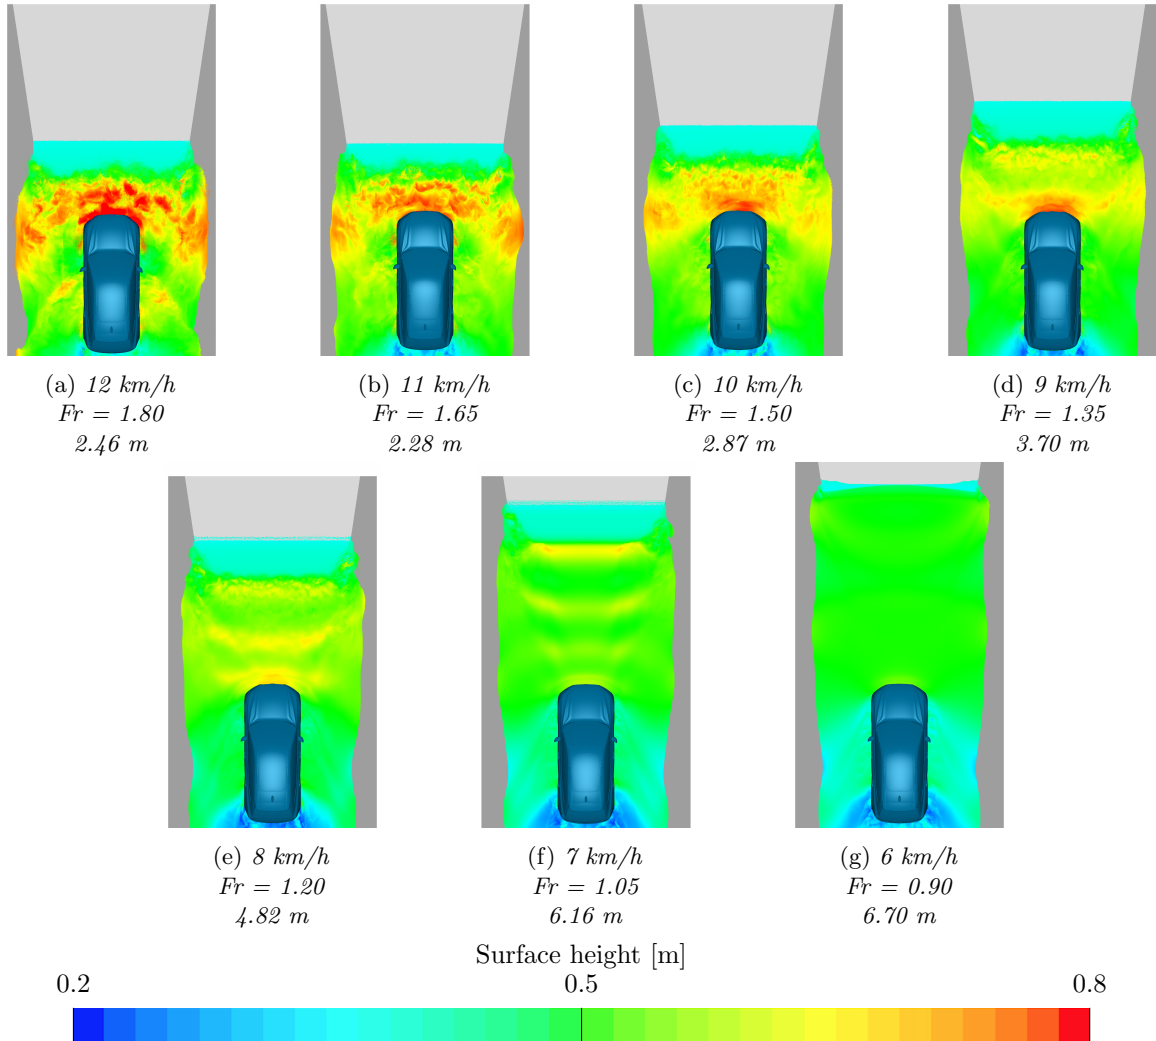 (a) 12 km/h
Fr = 1.80
2.46 m
(b) 11 km/h
Fr = 1.65
2.28 m
(c) 10 km/h
Fr = 1.50
2.87 m
(d) 9 km/h
Fr = 1.35
3.70 m
(e) 8 km/h
Fr = 1.20
4.82 m
(f) 7 km/h
Fr = 1.05
6.16 m
(g) 6 km/h
Fr = 0.90
6.70 m
Surface height [m]
0.2 0.5 0.8